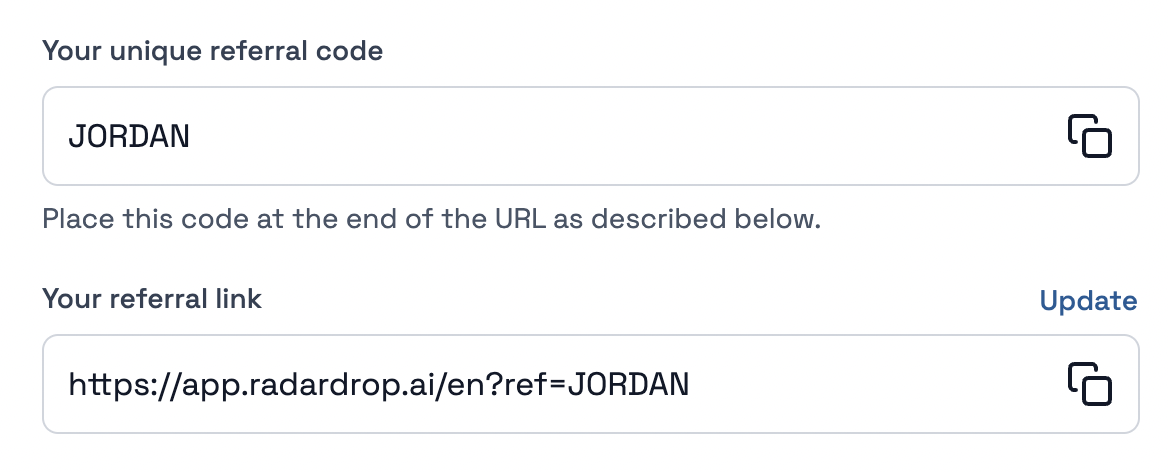 Your unique referral code
JORDAN
Place this code at the end of the URL as described below.
Your referral link
Update
https://app.radardrop.ai/en?ref=JORDAN